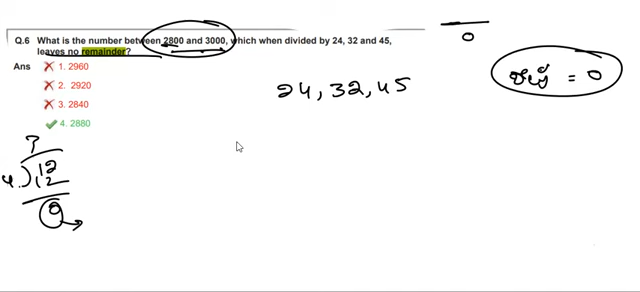 Q.6 What is the number between 2800 and 3000, which when divided by 24, 32 and 45,
leaves no remainder?
Ans
1. 2960
2. 2920
3. 2840
4. 2880
24, 32, 45
0
= 0
3
4) 12
12
0